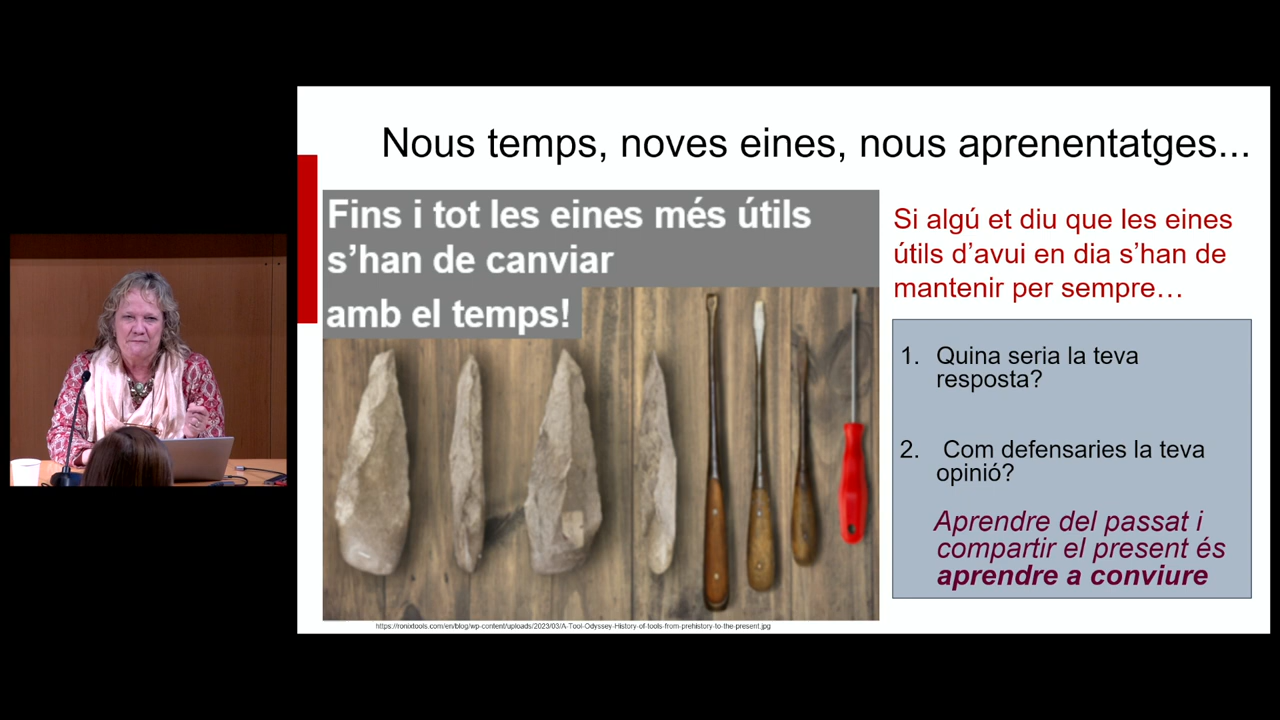 Nous temps, noves eines, nous aprenentatges...
Fins i tot les eines més útils
s’han de canviar
amb el temps!
Si algú et diu que les eines
útils d’avui en dia s’han de
mantenir per sempre…
1. Quina seria la teva
resposta?
2. Com defensaries la teva
opinió?
Aprendre del passat i
compartir el present és
aprendre a conviure
https://ronixtools.com/en/blog/wp-content/uploads/2023/03/A-Tool-Odyssey-History-of-tools-from-prehistory-to-the-present.jpg